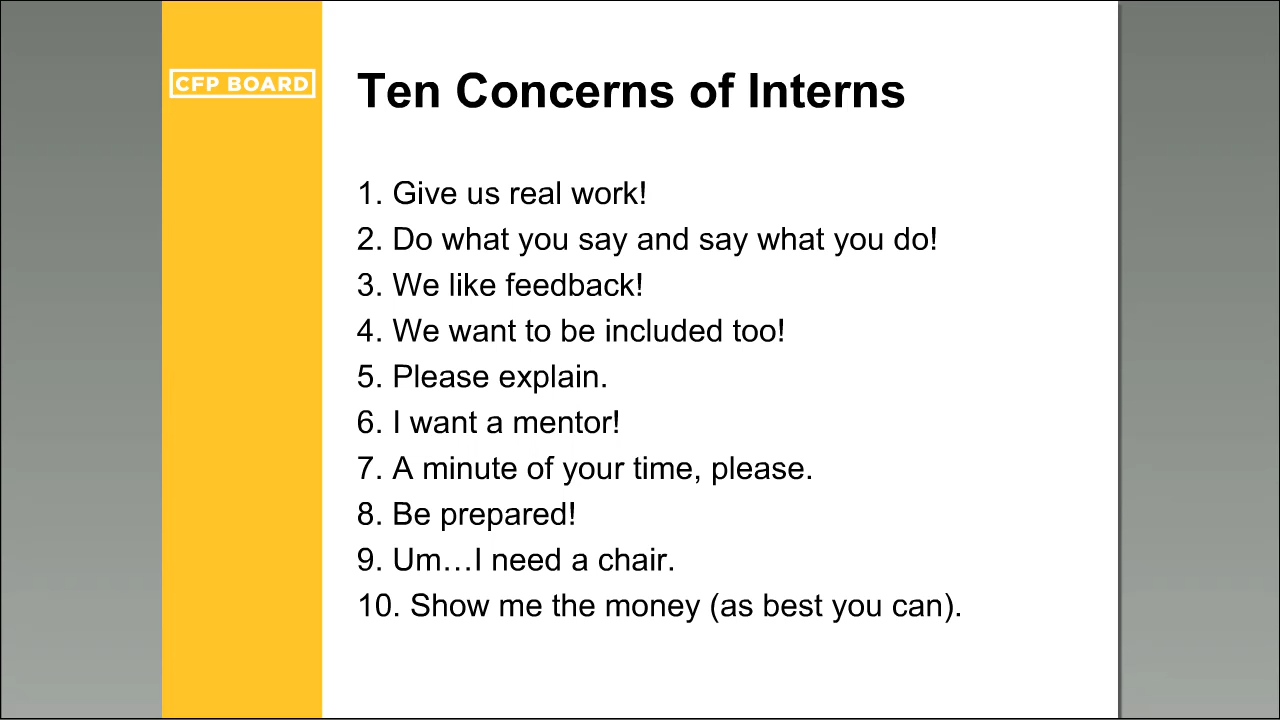 CFP BOARD
Ten Concerns of Interns
1. Give us real work!
2. Do what you say and say what you do!
3. We like feedback!
4. We want to be included too!
5. Please explain.
6. I want a mentor!
7. A minute of your time, please.
8. Be prepared!
9. Um…I need a chair.
10. Show me the money (as best you can).